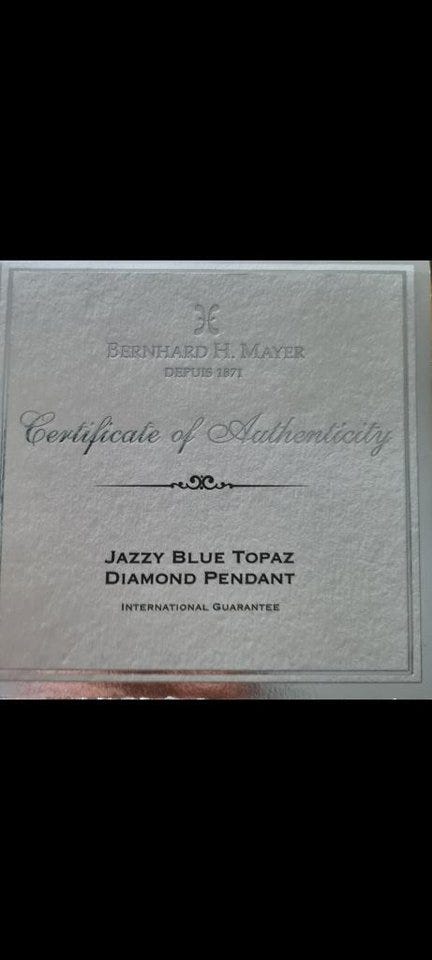 BERNHARD H. MAYER
DEPUIS 1871
Certificate of Authenticity
JAZZY BLUE TOPAZ
DIAMOND PENDANT
INTERNATIONAL GUARANTEE